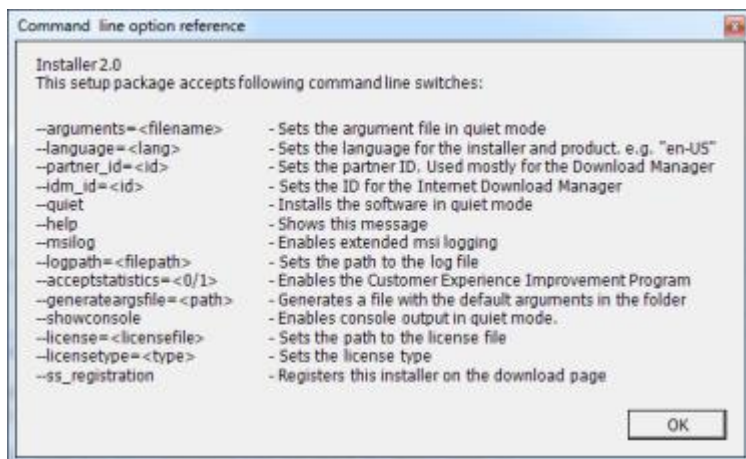 Command line option reference
Installer 2.0
This setup package accepts following command line switches:
--arguments=<filename> - Sets the argument file in quiet mode
--language=<lang> - Sets the language for the installer and product. e.g. "en-US"
--partner_id=<id> - Sets the partner ID. Used mostly for the Download Manager
--idm_id=<id> - Sets the ID for the Internet Download Manager
--quiet - Installs the software in quiet mode
--help - Shows this message
--msilog - Enables extended msi logging
--logpath=<filepath> - Sets the path to the log file
--acceptstatistics=<0/1> - Enables the Customer Experience Improvement Program
--generateargsfile=<path> - Generates a file with the default arguments in the folder
--showconsole - Enables console output in quiet mode.
--license=<licensefile> - Sets the path to the license file
--licensetype=<type> - Sets the license type
--ss_registration - Registers this installer on the download page
OK